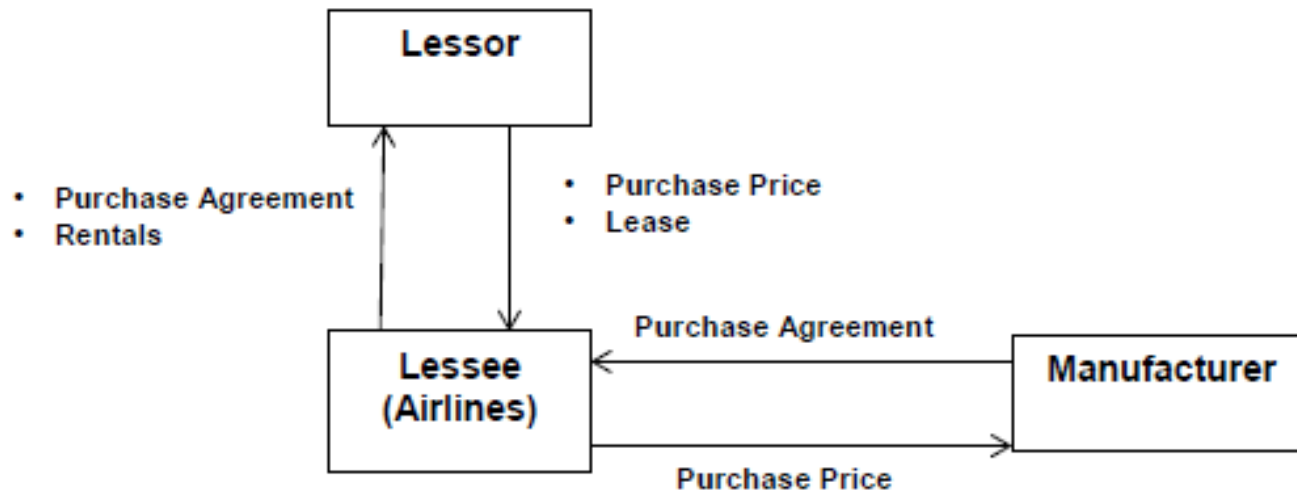 Lessor
• Purchase Agreement
• Rentals
• Purchase Price
• Lease
Purchase Agreement
Lessee
(Airlines)
Manufacturer
Purchase Price